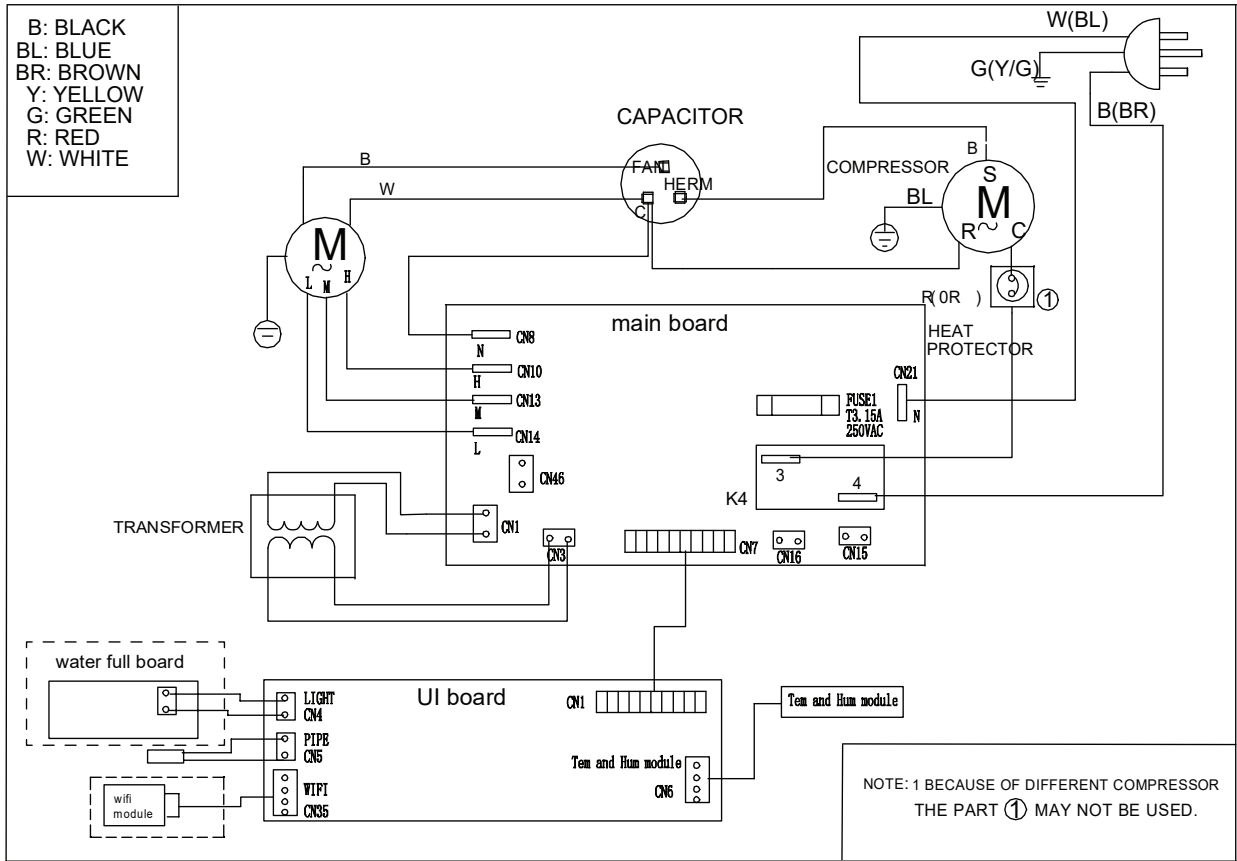 B: BLACK
BL: BLUE
BR: BROWN
Y: YELLOW
G: GREEN
R: RED
W: WHITE
W(BL)
G(Y/G)
B(BR)
CAPACITOR
B
FAN
HERM
W
C
COMPRESSOR
B
S
BL
M
R
C
M
L
M
H
R( 0R )
1
HEAT
PROTECTOR
main board
CN8
N
CN10
H
CN13
M
CN14
L
CN46
CN21
N
FUSE1
T3.15A
250VAC
3
4
K4
TRANSFORMER
CN1
CN3
CN7
CN16
CN15
water full board
UI board
LIGHT
CN4
PIPE
CN5
WIFI
CN35
wifi
module
CN1
Tem and Hum module
CN6
Tem and Hum module
NOTE: 1 BECAUSE OF DIFFERENT COMPRESSOR
THE PART 1 MAY NOT BE USED.